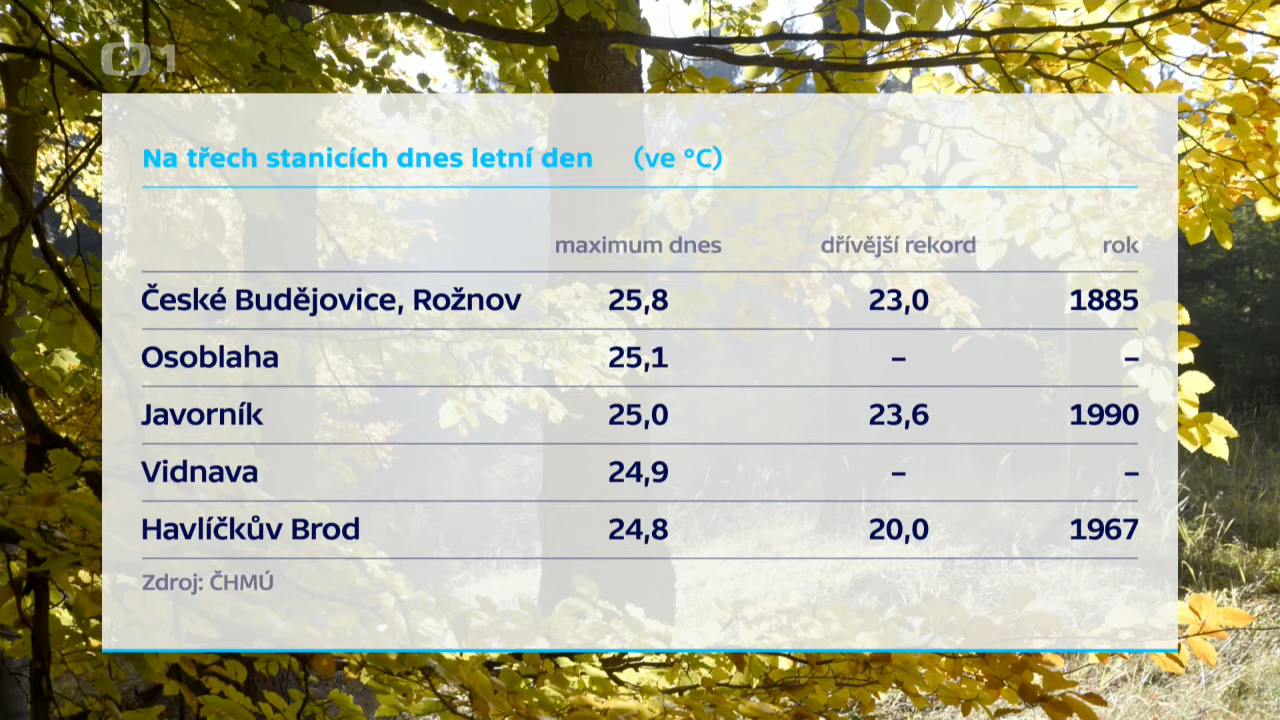 ČT1
Na třech stanicích dnes letní den (ve °C)
maximum dnes dřívější rekord rok
České Budějovice, Rožnov 25,8 23,0 1885
Osoblaha 25,1 – –
Javorník 25,0 23,6 1990
Vidnava 24,9 – –
Havlíčkův Brod 24,8 20,0 1967
Zdroj: ČHMÚ